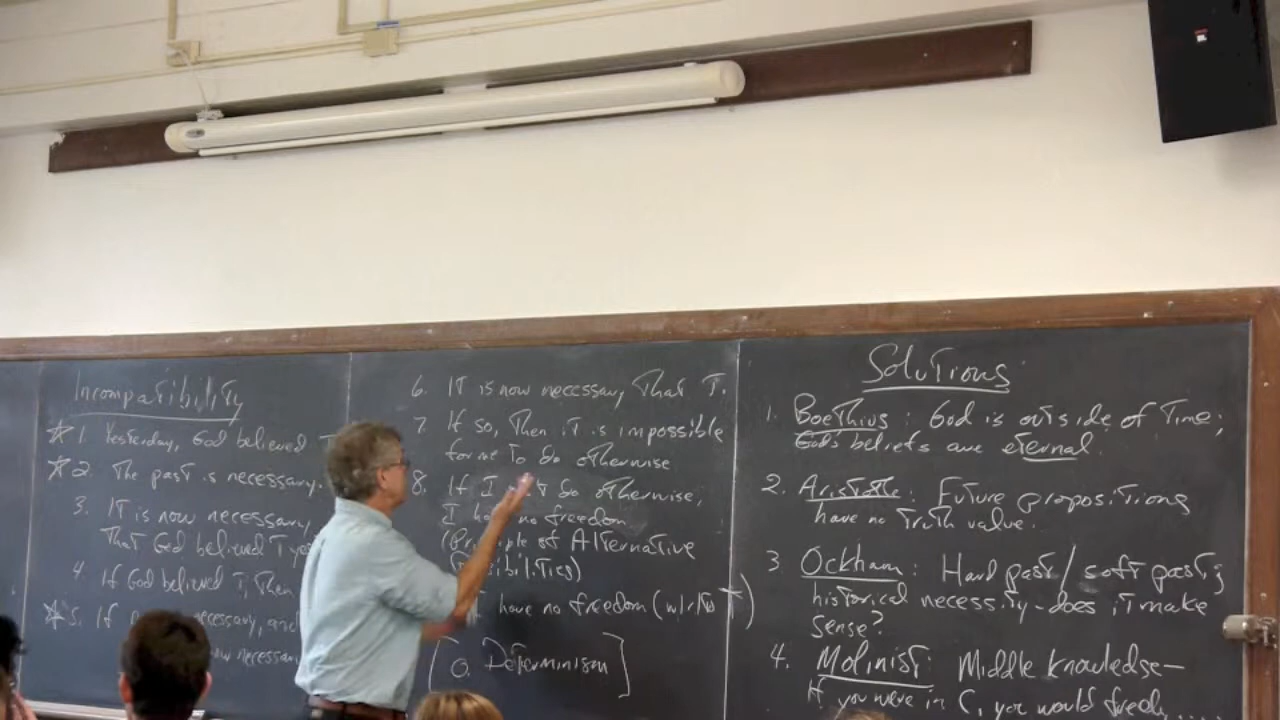 Incompatibility
1. Yesterday, God believed T
2. The past is necessary.
3. It is now necessary,
That God believed T
4. If God believed T, Then
5. If necessary, and
now necessary
6. IT is now necessary That T.
7. If so, Then it is impossible
for me To do otherwise
8. If I do otherwise,
I have no freedom
(Principle of Alternative
Possibilities)
have no freedom (w/r/to T)
[0. Determinism]
Solutions
1. Boethius: God is outside of Time;
God's beliefs are eternal.
2. Aristotle: Future propositions
have no Truth value.
3 Ockham: Hard past/soft past;
historical necessity-does it make
sense?
4. Molinist: Middle knowledge-
If you were in C, you would freely....